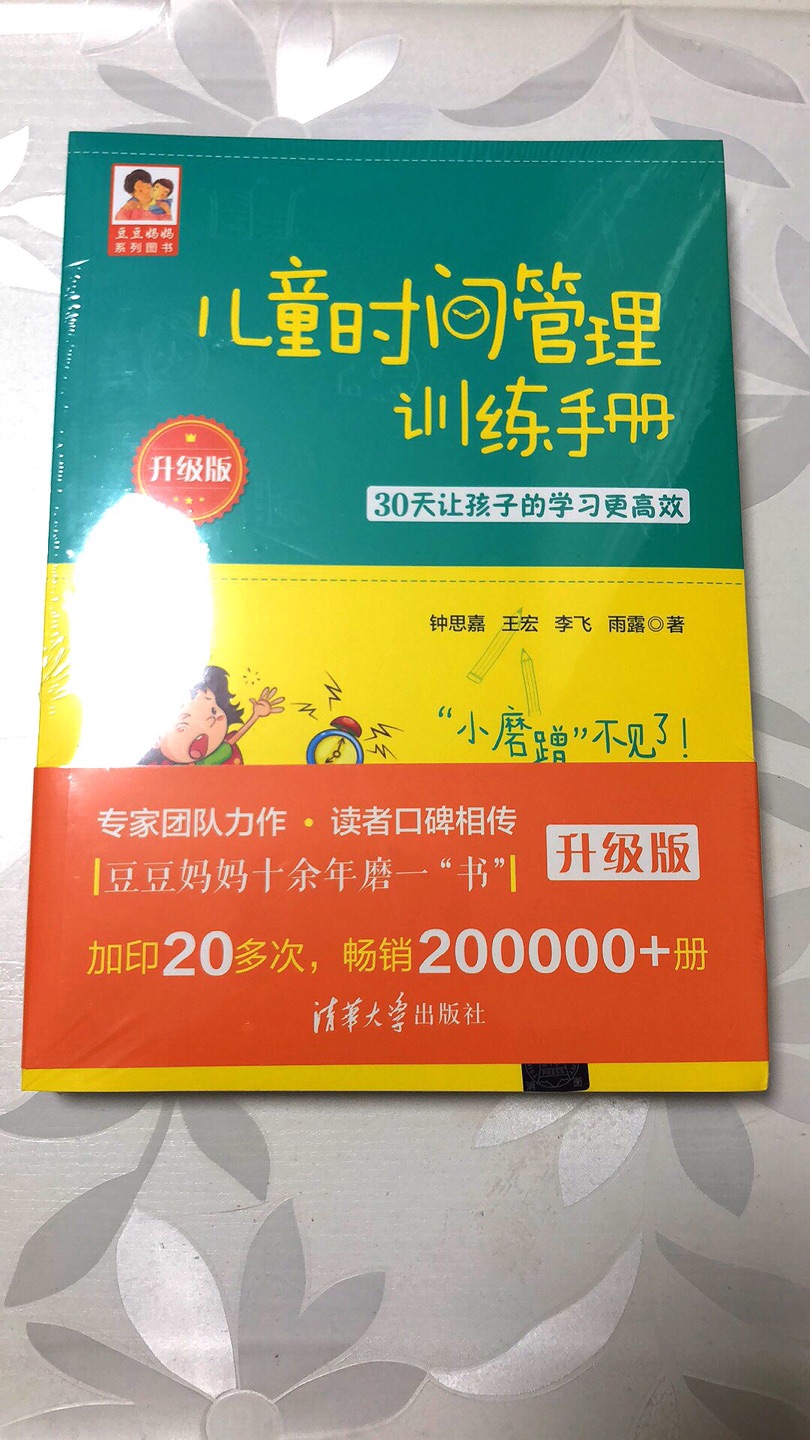 豆豆妈妈
系列图书
儿童时间管理
训练手册
升级版
30天让孩子的学习更高效
钟思嘉 王宏 李飞 雨露◎著
“小磨蹭”不见了！
专家团队力作·读者口碑相传
豆豆妈妈十余年磨一“书”
升级版
加印20多次，畅销200000+册
清华大学出版社
PRESS